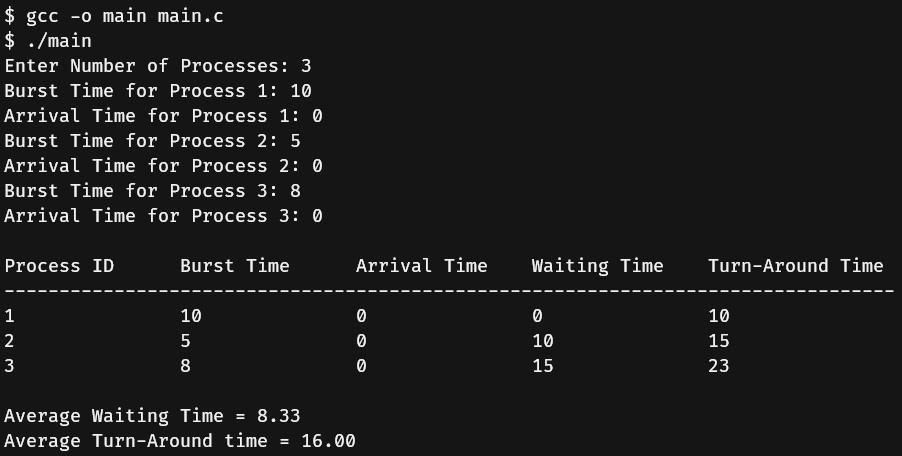 $ gcc -o main main.c
$ ./main
Enter Number of Processes: 3
Burst Time for Process 1: 10
Arrival Time for Process 1: 0
Burst Time for Process 2: 5
Arrival Time for Process 2: 0
Burst Time for Process 3: 8
Arrival Time for Process 3: 0

Process ID      Burst Time      Arrival Time    Waiting Time    Turn-Around Time
---------------------------------------------------------------------------------
1               10              0               0               10
2               5               0               10              15
3               8               0               15              23

Average Waiting Time = 8.33
Average Turn-Around time = 16.00